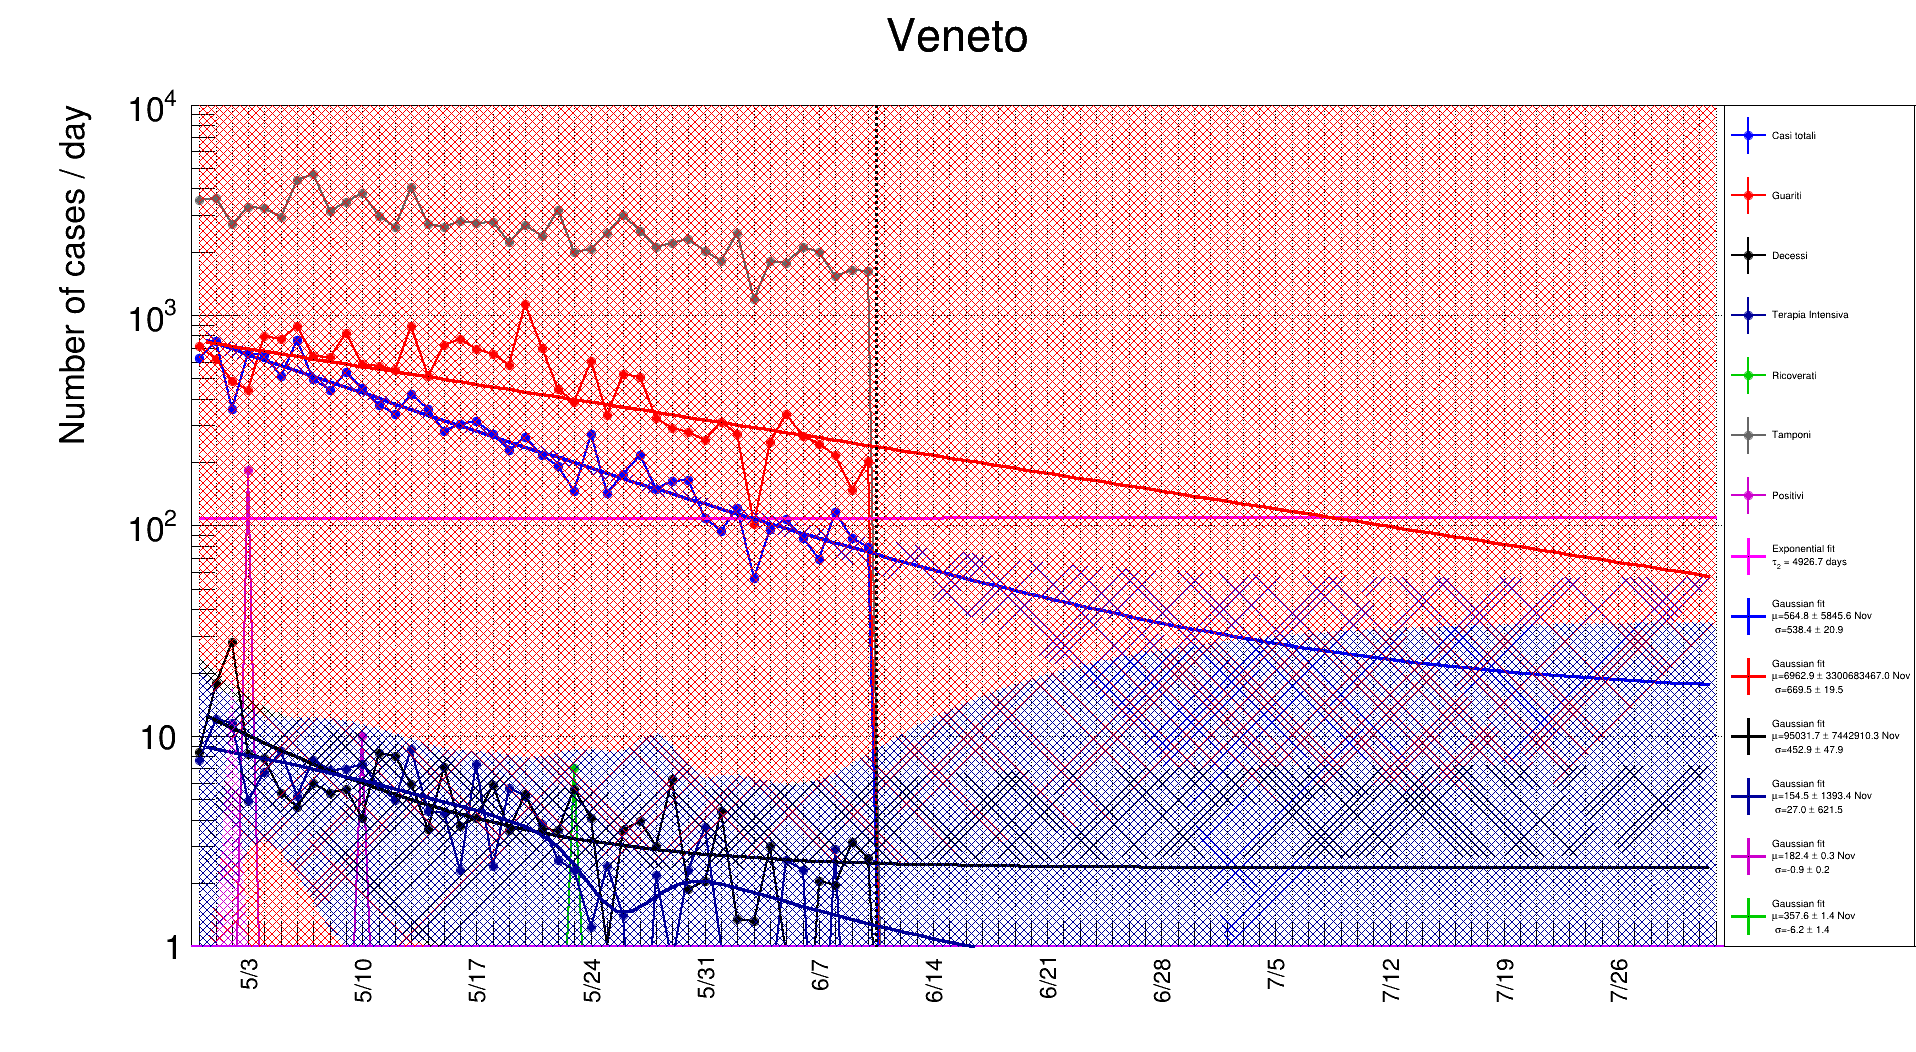 Veneto
Number of cases / day
10⁴
10³
10²
10
1
5/3
5/10
5/17
5/24
5/31
6/7
6/14
6/21
6/28
7/5
7/12
7/19
7/26
Casi totali
Guariti
Decessi
Terapia Intensiva
Ricoverati
Tamponi
Positivi
Exponential fit
τ₂ = 4926.7 days
Gaussian fit
μ=564.8 ± 5845.6 Nov
σ=538.4 ± 20.9
Gaussian fit
μ=6962.9 ± 3300683467.0 Nov
σ=669.5 ± 19.5
Gaussian fit
μ=95031.7 ± 7442910.3 Nov
σ=452.9 ± 47.9
Gaussian fit
μ=154.5 ± 1393.4 Nov
σ=27.0 ± 621.5
Gaussian fit
μ=182.4 ± 0.3 Nov
σ=-0.9 ± 0.2
Gaussian fit
μ=357.6 ± 1.4 Nov
σ=-6.2 ± 1.4